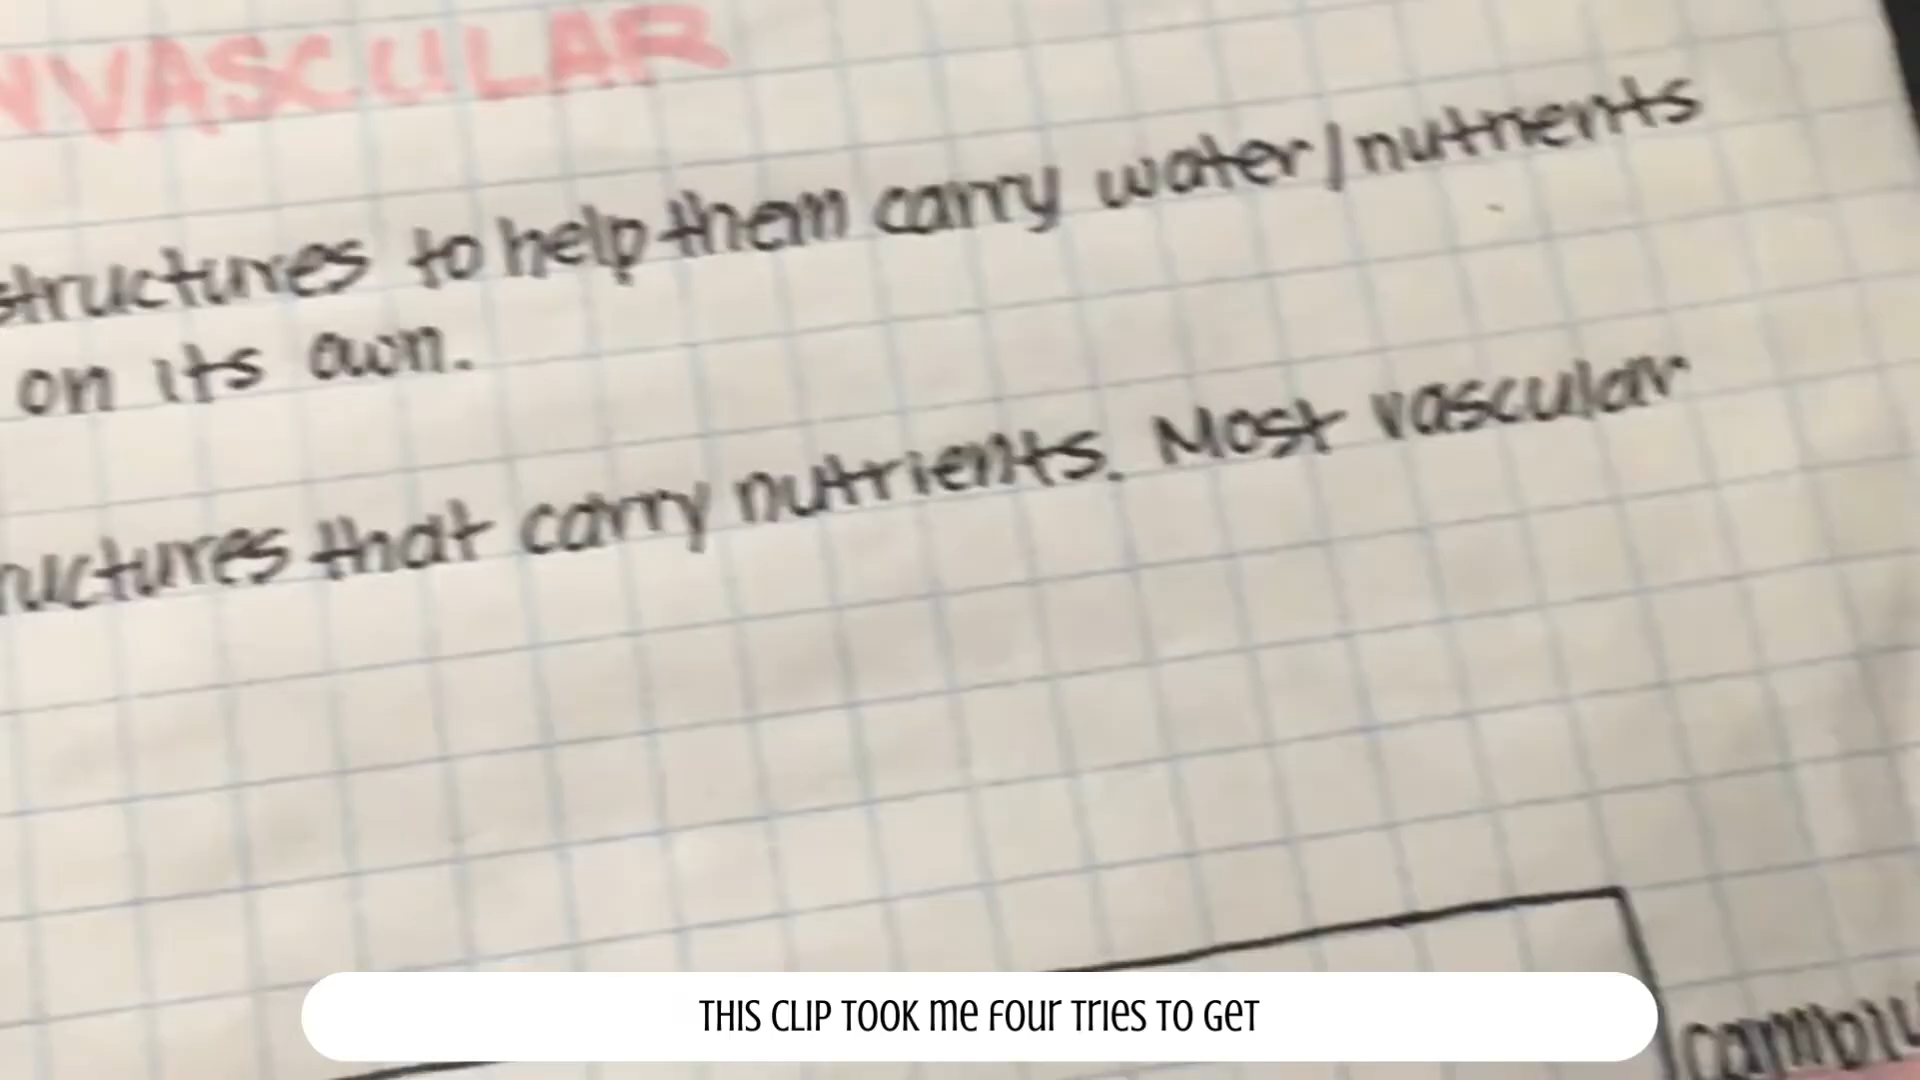 NVASCULAR
structures to help them carry water/nutrients
on its own.
ructures that carry nutrients. Most vascular
THIS CLIP TOOK me FOUR TRIES TO GET